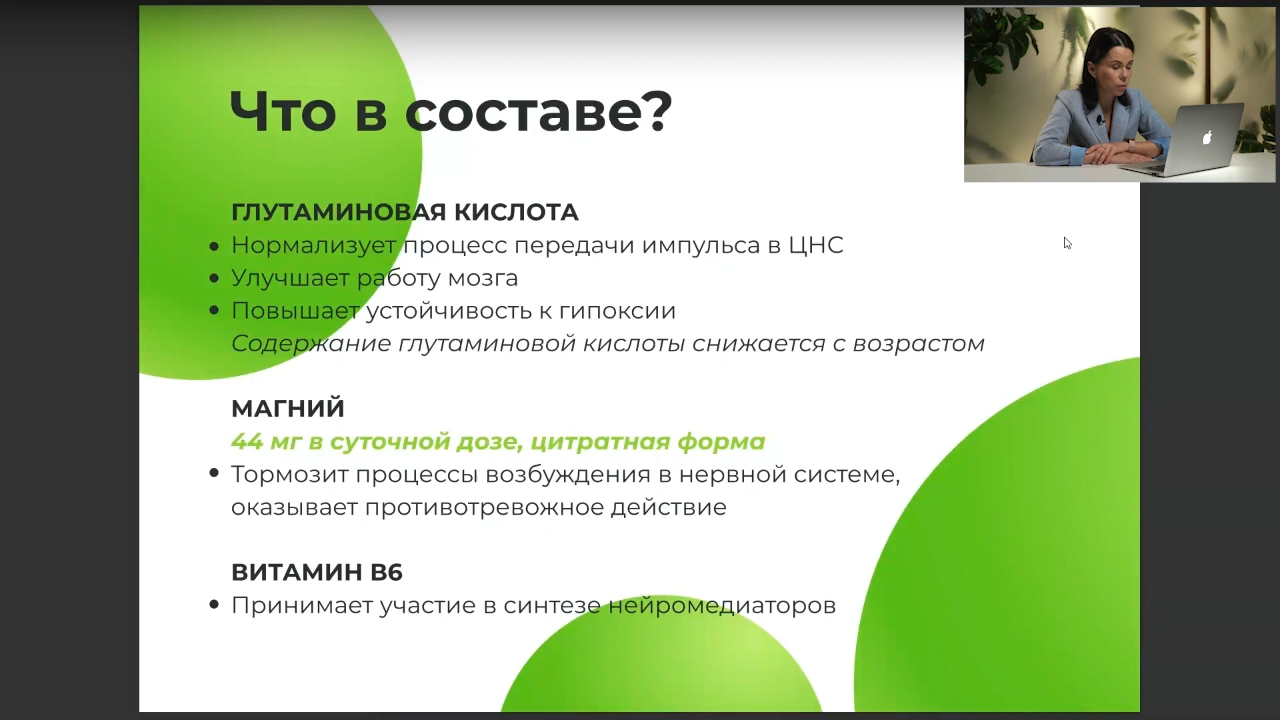 Что в составе?
ГЛУТАМИНОВАЯ КИСЛОТА
• Нормализует процесс передачи импульса в ЦНС
• Улучшает работу мозга
• Повышает устойчивость к гипоксии
Содержание глутаминовой кислоты снижается с возрастом
МАГНИЙ
44 мг в суточной дозе, цитратная форма
• Тормозит процессы возбуждения в нервной системе,
оказывает противотревожное действие
ВИТАМИН В6
• Принимает участие в синтезе нейромедиаторов